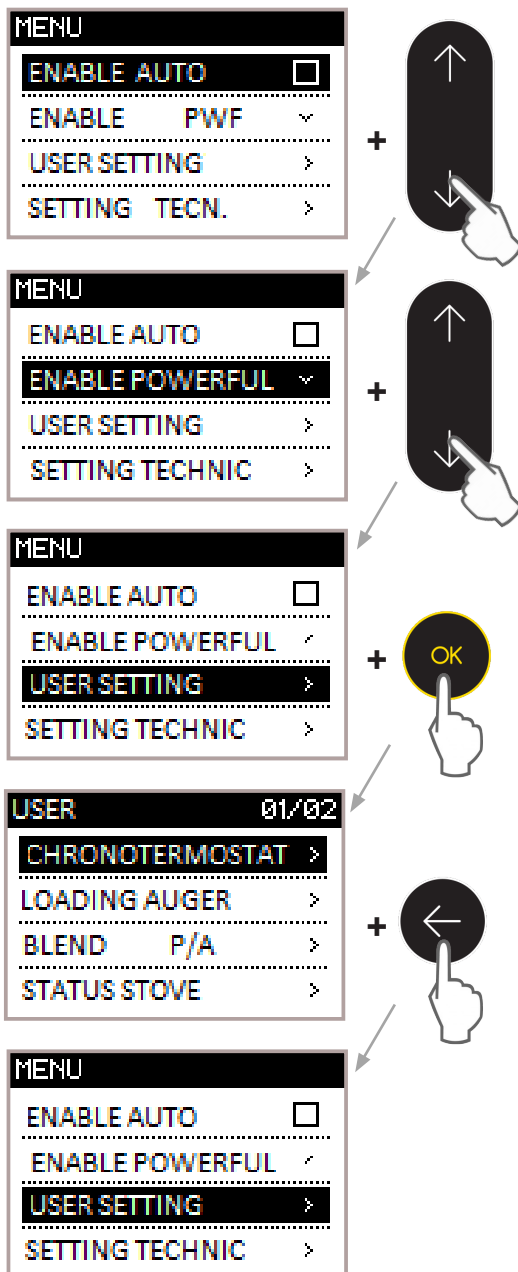 MENU
ENABLE AUTO
ENABLE PWF
USER SETTING >
SETTING TECN. >
+
MENU
ENABLE AUTO
ENABLE POWERFUL
USER SETTING >
SETTING TECHNIC >
+
MENU
ENABLE AUTO
ENABLE POWERFUL
USER SETTING >
SETTING TECHNIC >
+ OK
USER 01/02
CHRONOTERMOSTAT >
LOADING AUGER >
BLEND P/A >
STATUS STOVE >
+
MENU
ENABLE AUTO
ENABLE POWERFUL
USER SETTING >
SETTING TECHNIC >